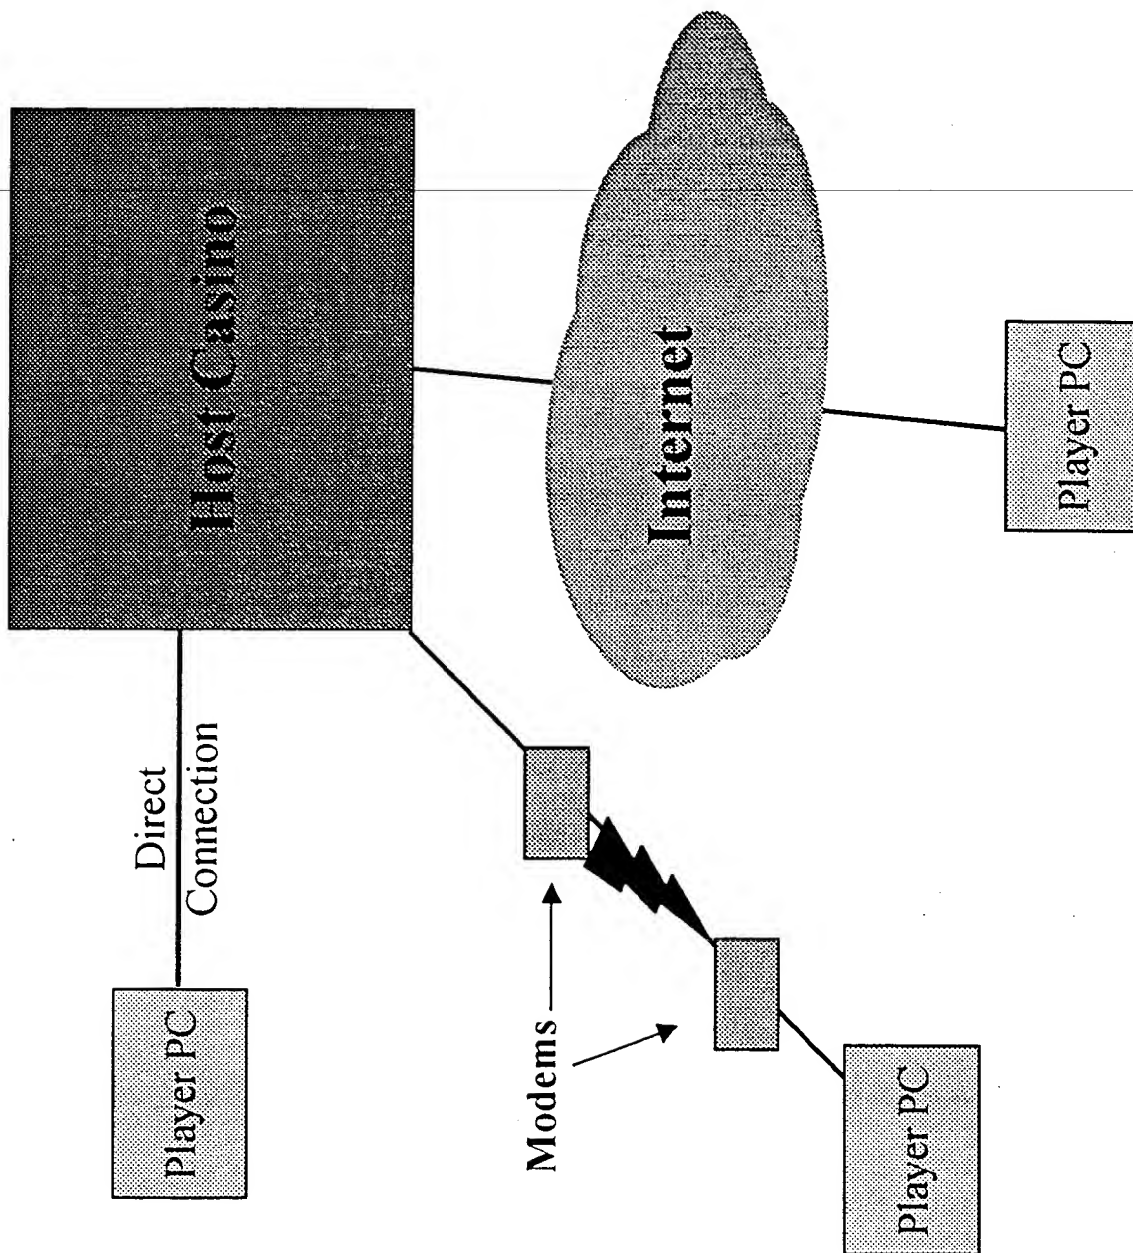 Host Casino
Direct
Connection
Player PC
Internet
Modems
Player PC
Player PC